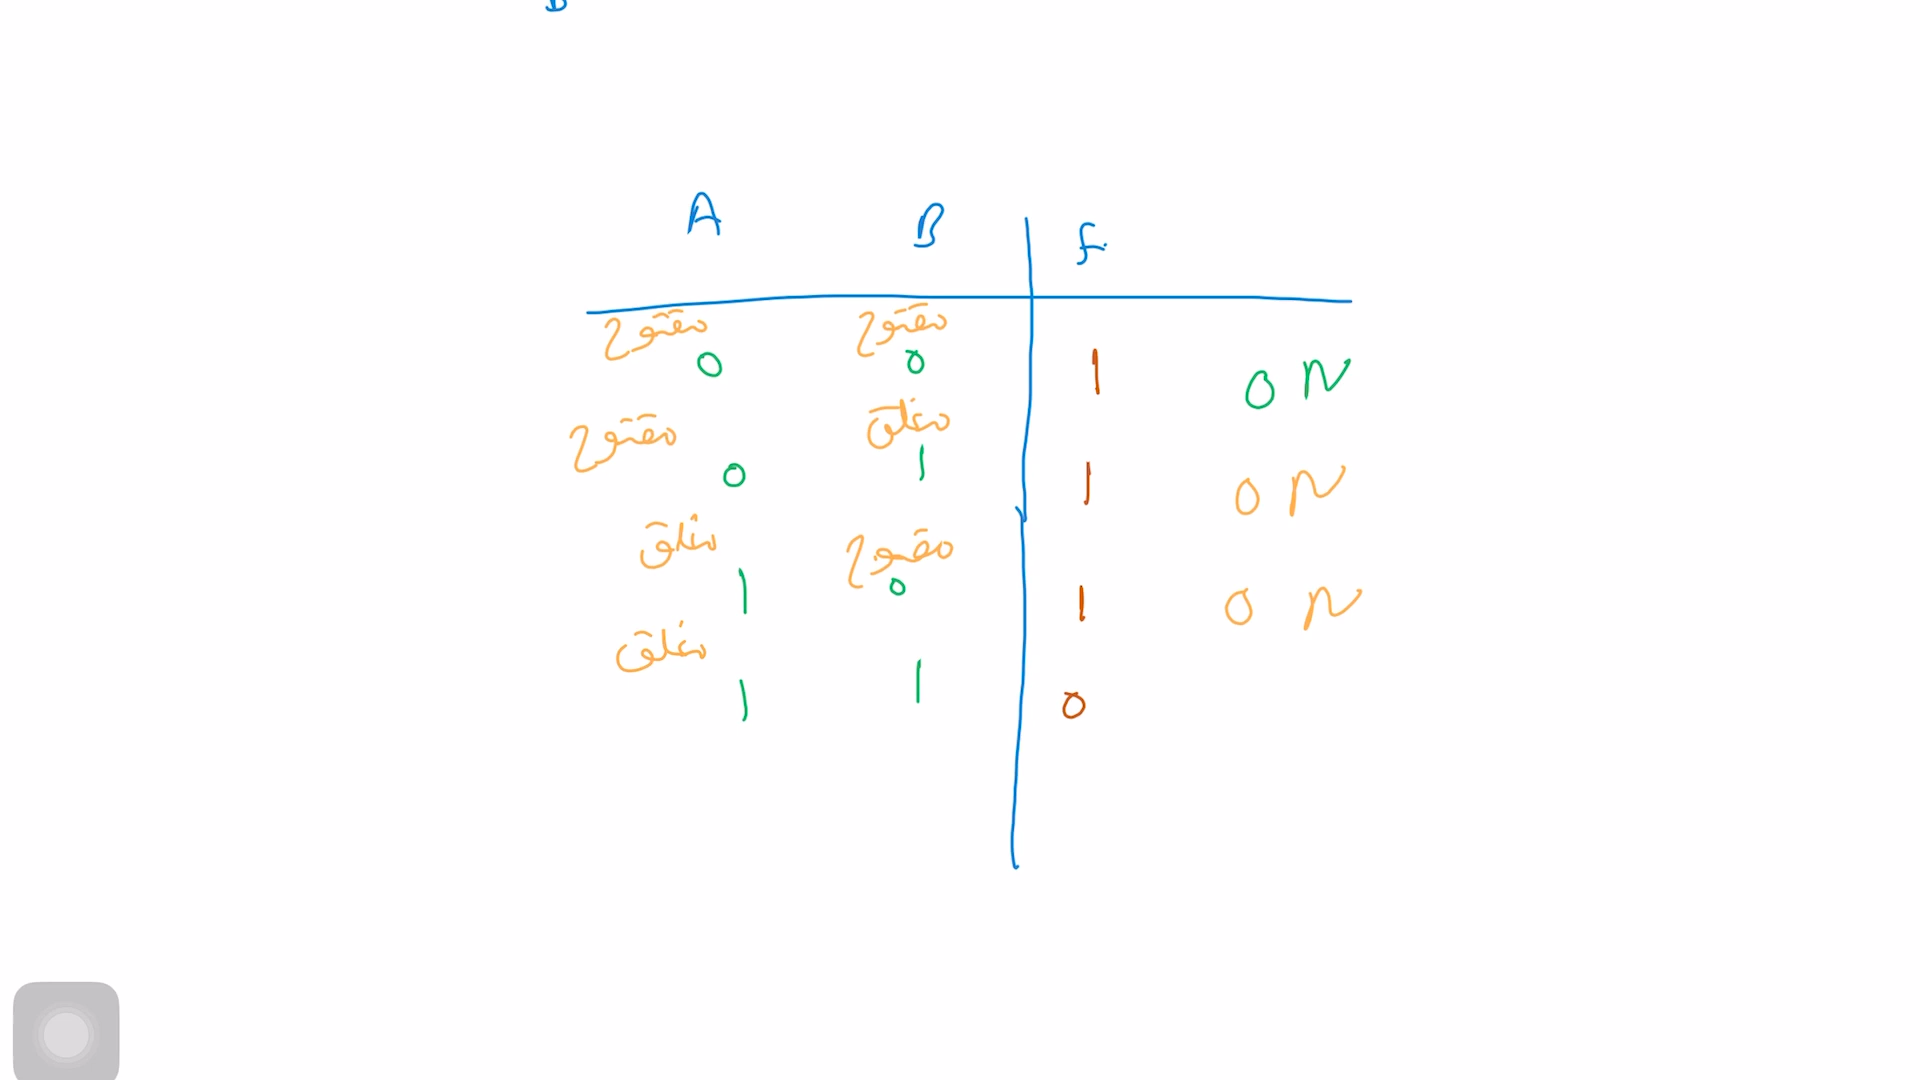 B
A B f
مفتوح مفتوح
0 0 1 ON
مفتوح مغلق
0 1 1 ON
مغلق مفتوح
1 0 1 ON
مغلق
1 1 0